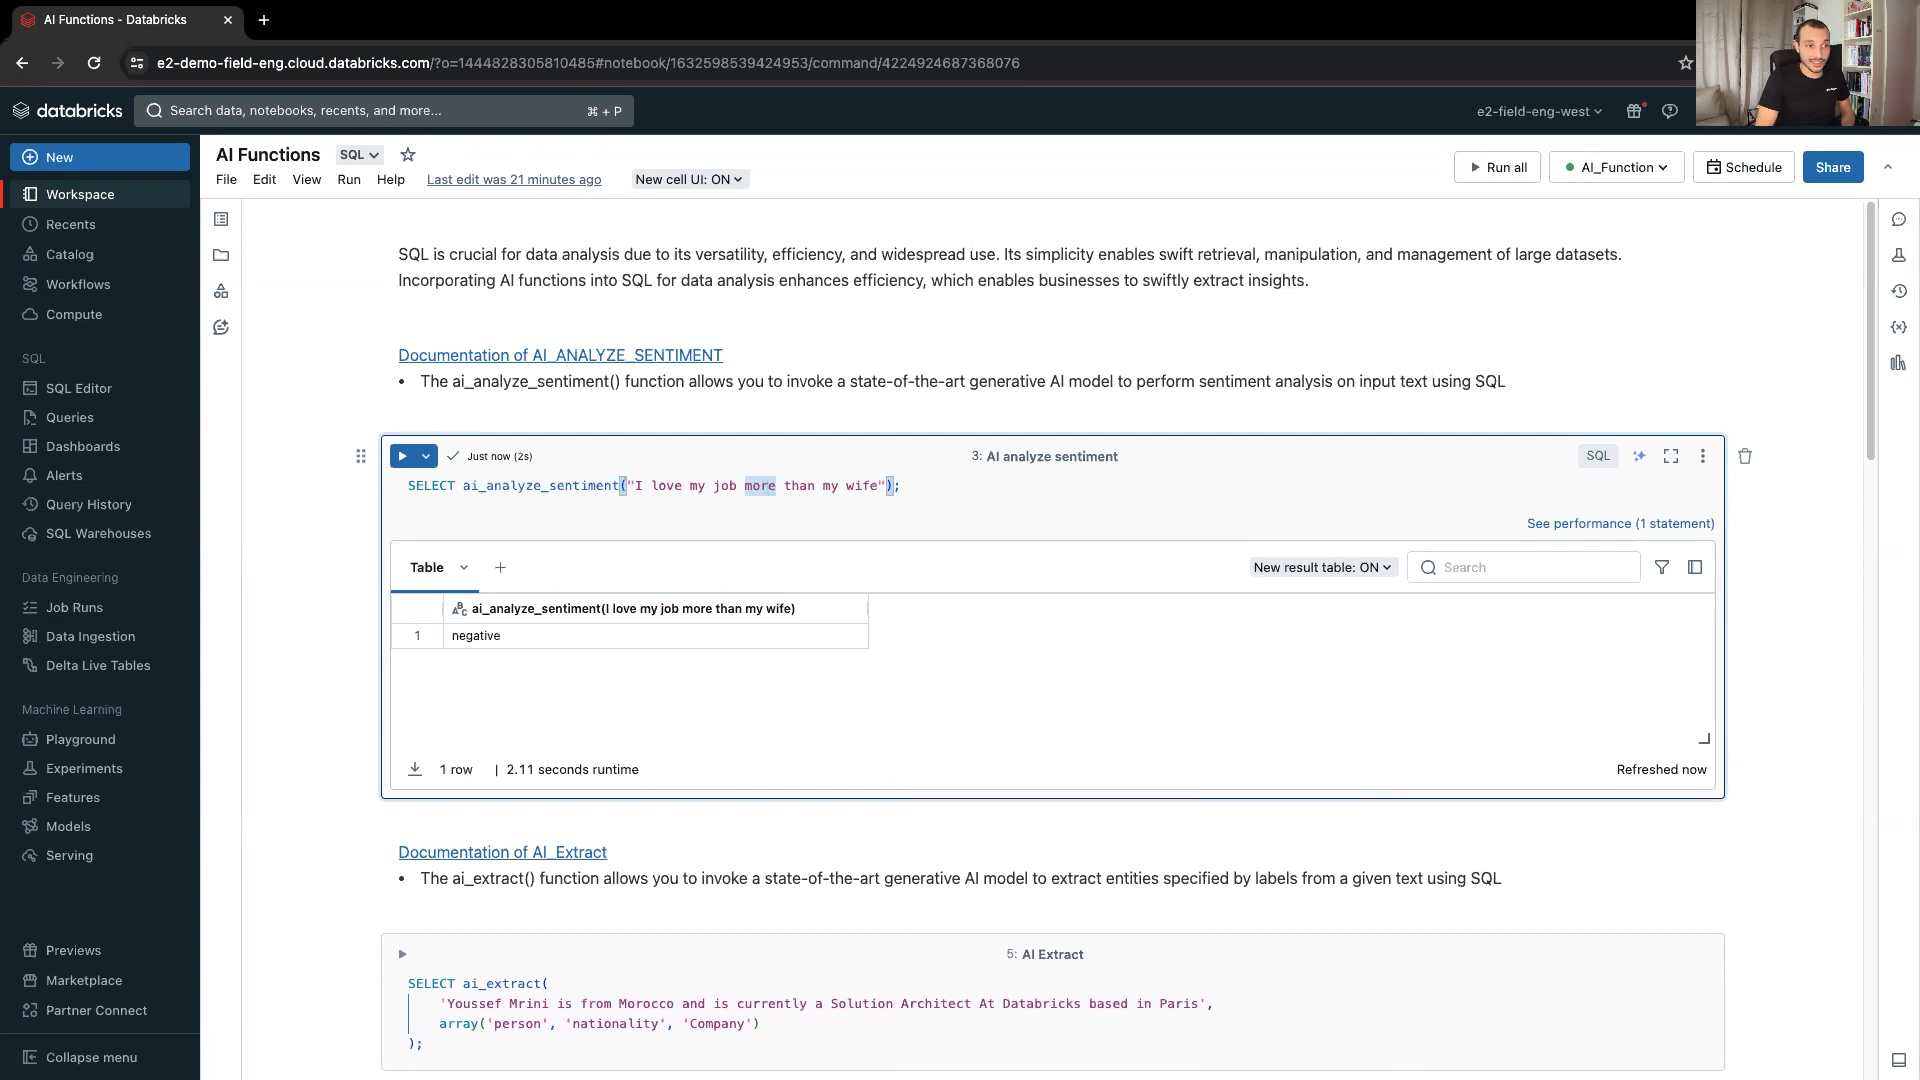 AI Functions - Databricks
e2-demo-field-eng.cloud.databricks.com/?o=1444828305810485#notebook/1632598539424953/command/4224924687368076
databricks
Search data, notebooks, recents, and more...
⌘ + P
e2-field-eng-west
New
Workspace
Recents
Catalog
Workflows
Compute
SQL
SQL Editor
Queries
Dashboards
Alerts
Query History
SQL Warehouses
Data Engineering
Job Runs
Data Ingestion
Delta Live Tables
Machine Learning
Playground
Experiments
Features
Models
Serving
Previews
Marketplace
Partner Connect
Collapse menu
AI Functions SQL
File Edit View Run Help Last edit was 21 minutes ago New cell UI: ON
Run all AI_Function Schedule Share
SQL is crucial for data analysis due to its versatility, efficiency, and widespread use. Its simplicity enables swift retrieval, manipulation, and management of large datasets.
Incorporating AI functions into SQL for data analysis enhances efficiency, which enables businesses to swiftly extract insights.
Documentation of AI_ANALYZE_SENTIMENT
• The ai_analyze_sentiment() function allows you to invoke a state-of-the-art generative AI model to perform sentiment analysis on input text using SQL
Just now (2s) 3: AI analyze sentiment SQL
SELECT ai_analyze_sentiment("I love my job more than my wife");
See performance (1 statement)
Table + New result table: ON Search
ABC ai_analyze_sentiment(I love my job more than my wife)
1 negative
1 row | 2.11 seconds runtime Refreshed now
Documentation of AI_Extract
• The ai_extract() function allows you to invoke a state-of-the-art generative AI model to extract entities specified by labels from a given text using SQL
5: AI Extract
SELECT ai_extract(
'Youssef Mrini is from Morocco and is currently a Solution Architect At Databricks based in Paris',
array('person', 'nationality', 'Company')
);